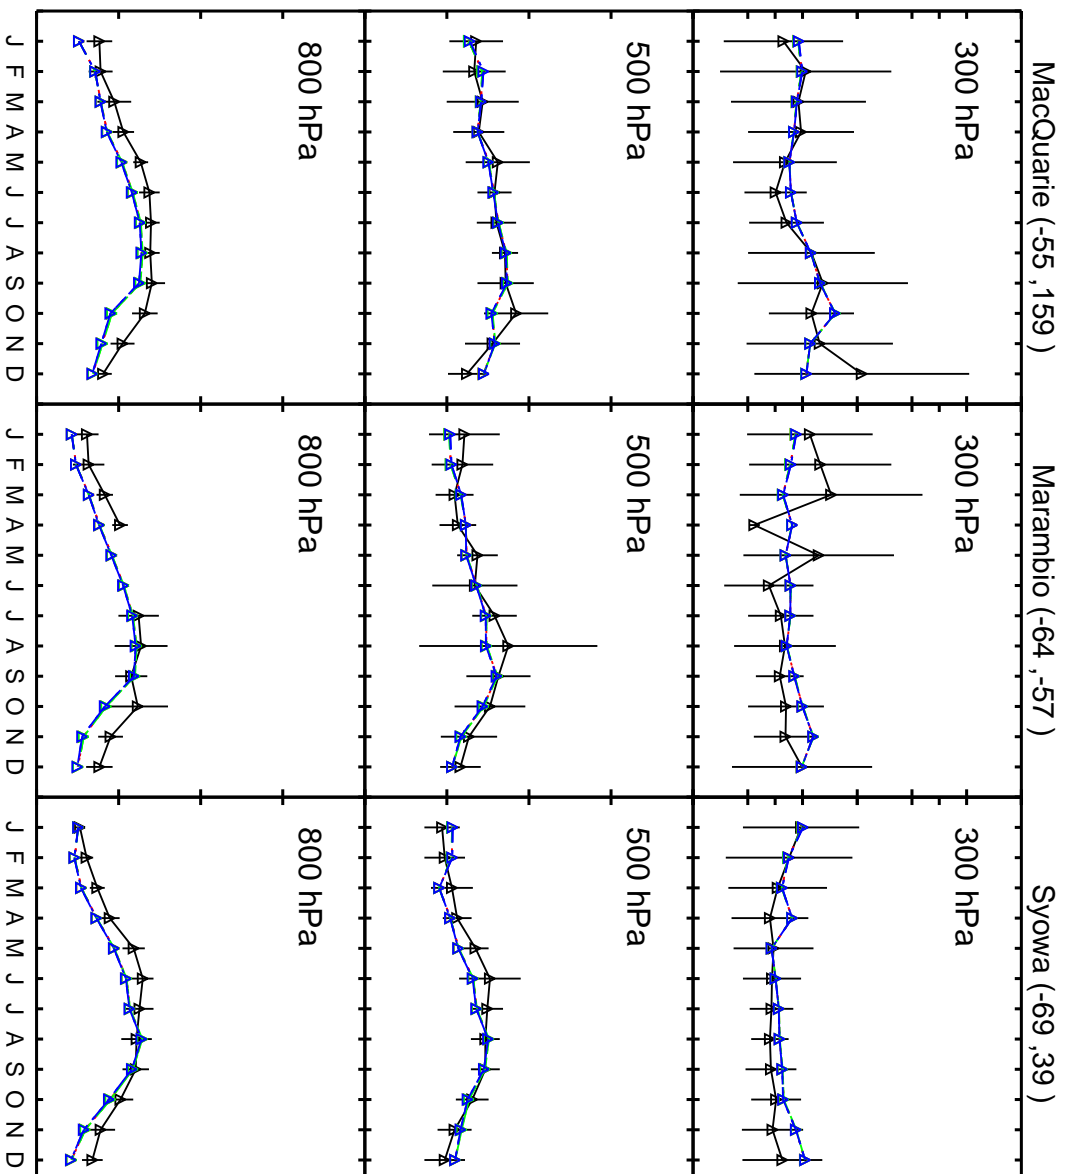 MacQuarie (-55 ,159 )
300 hPa
500 hPa
800 hPa
J F M A M J J A S O N D
Marambio (-64 ,-57 )
300 hPa
500 hPa
800 hPa
J F M A M J J A S O N D
Syowa (-69 ,39 )
300 hPa
500 hPa
800 hPa
J F M A M J J A S O N D